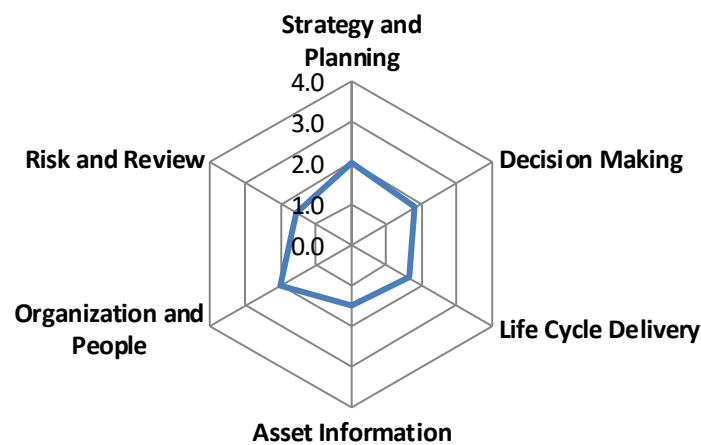 Strategy and
Planning
4.0
3.0
2.0
1.0
0.0
Decision Making
Life Cycle Delivery
Asset Information
Organization and
People
Risk and Review